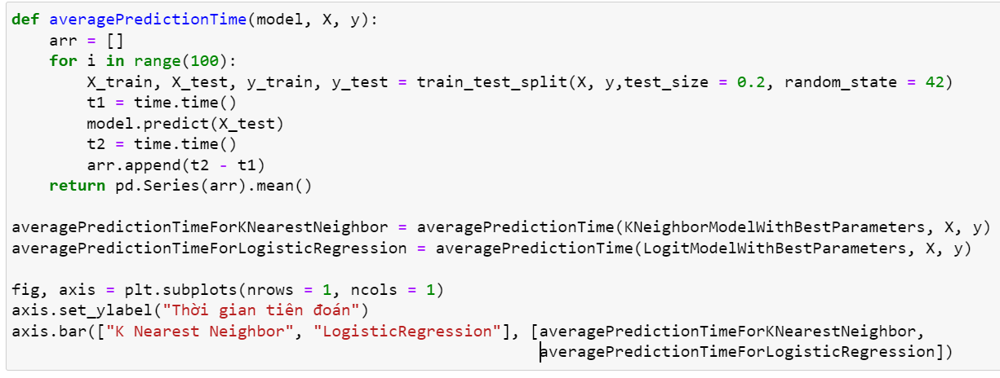 def averagePredictionTime(model, X, y):
    arr = []
    for i in range(100):
        X_train, X_test, y_train, y_test = train_test_split(X, y,test_size = 0.2, random_state = 42)
        t1 = time.time()
        model.predict(X_test)
        t2 = time.time()
        arr.append(t2 - t1)
    return pd.Series(arr).mean()

averagePredictionTimeForKNearestNeighbor = averagePredictionTime(KNeighborModelWithBestParameters, X, y)
averagePredictionTimeForLogisticRegression = averagePredictionTime(LogitModelWithBestParameters, X, y)

fig, axis = plt.subplots(nrows = 1, ncols = 1)
axis.set_ylabel("Thời gian tiên đoán")
axis.bar(["K Nearest Neighbor", "LogisticRegression"], [averagePredictionTimeForKNearestNeighbor,
                                                        averagePredictionTimeForLogisticRegression])